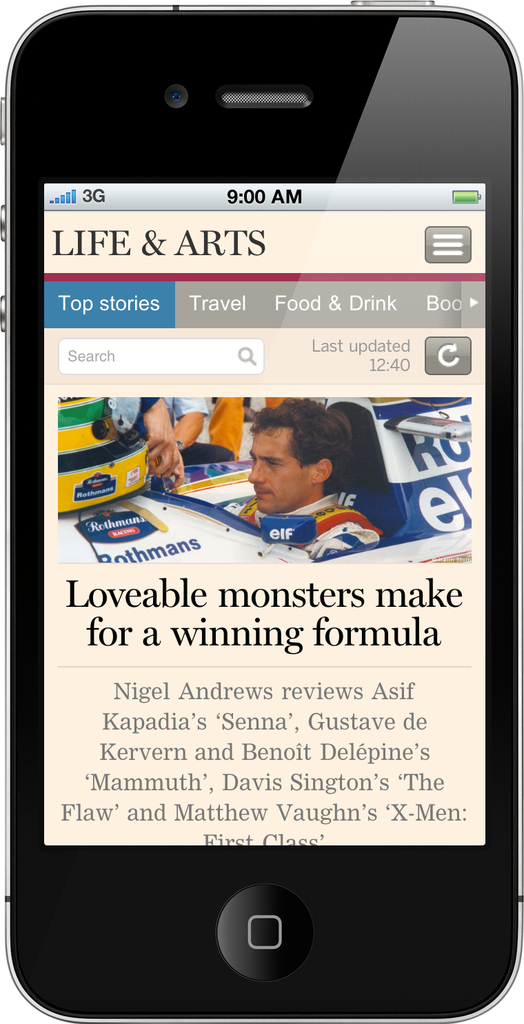 3G 9:00 AM
LIFE & ARTS
Top stories Travel Food & Drink Boo
Search Last updated
12:40
Rothmans
Rothmans
RACING
elf
elf
Rothmans
Loveable monsters make
for a winning formula
Nigel Andrews reviews Asif
Kapadia's ‘Senna’, Gustave de
Kervern and Benoît Delépine's
‘Mammuth’, Davis Sington's ‘The
Flaw’ and Matthew Vaughn's ‘X-Men:
First Class’